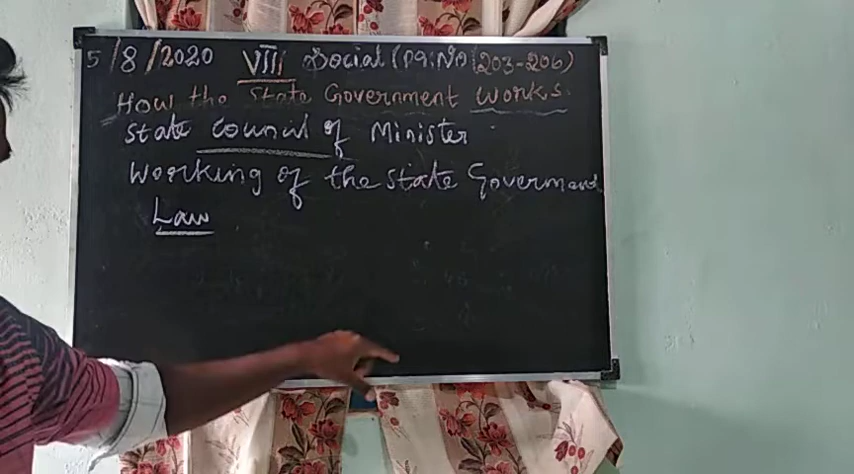 5/8/2020 VIII Social (Pg:No (203-206)
How the State Government Works.
State Council of Minister
Working of the State Goverment
Law